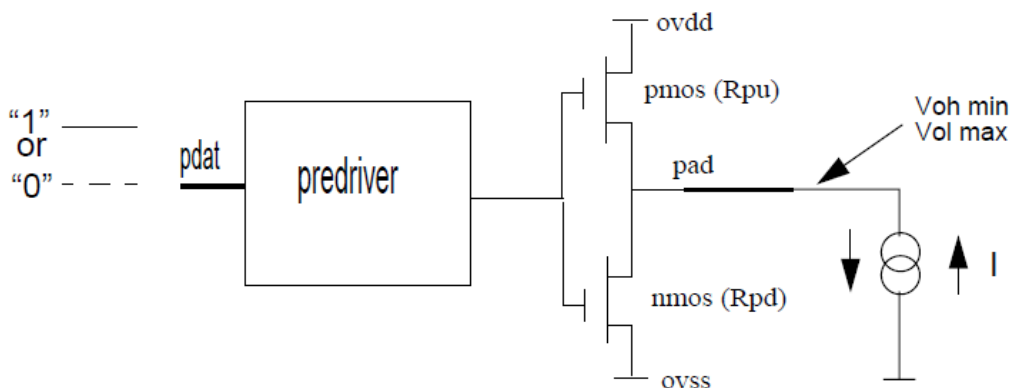 ovdd
pmos (Rpu)
“1”
or
“0”
pdat
predriver
pad
Voh min
Vol max
I
nmos (Rpd)
ovss